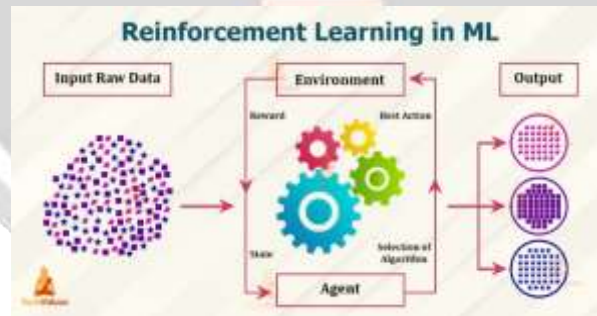 Reinforcement Learning in ML
Input Raw Data
Environment
Output
Reward
Best Action
State
Selection of
Algorithm
Agent